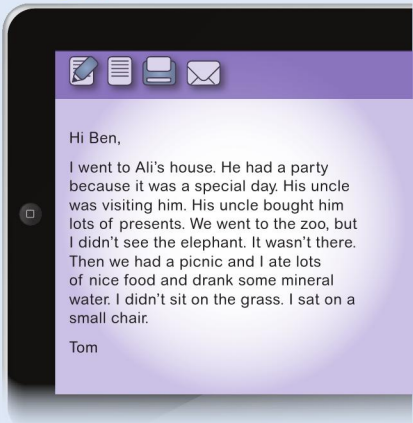 Hi Ben,
I went to Ali's house. He had a party
because it was a special day. His uncle
was visiting him. His uncle bought him
lots of presents. We went to the zoo, but
I didn't see the elephant. It wasn't there.
Then we had a picnic and I ate lots
of nice food and drank some mineral
water. I didn't sit on the grass. I sat on a
small chair.
Tom